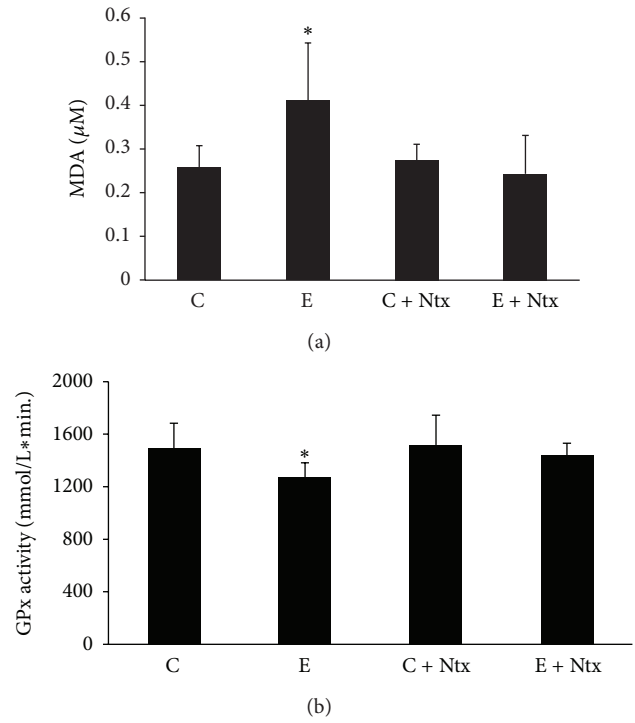 0.6
0.5
0.4
0.3
0.2
0.1
0
MDA (μM)
*
C
E
C + Ntx
E + Ntx
(a)
2000
1600
1200
800
400
0
GPx activity (mmol/L∗min.)
*
C
E
C + Ntx
E + Ntx
(b)